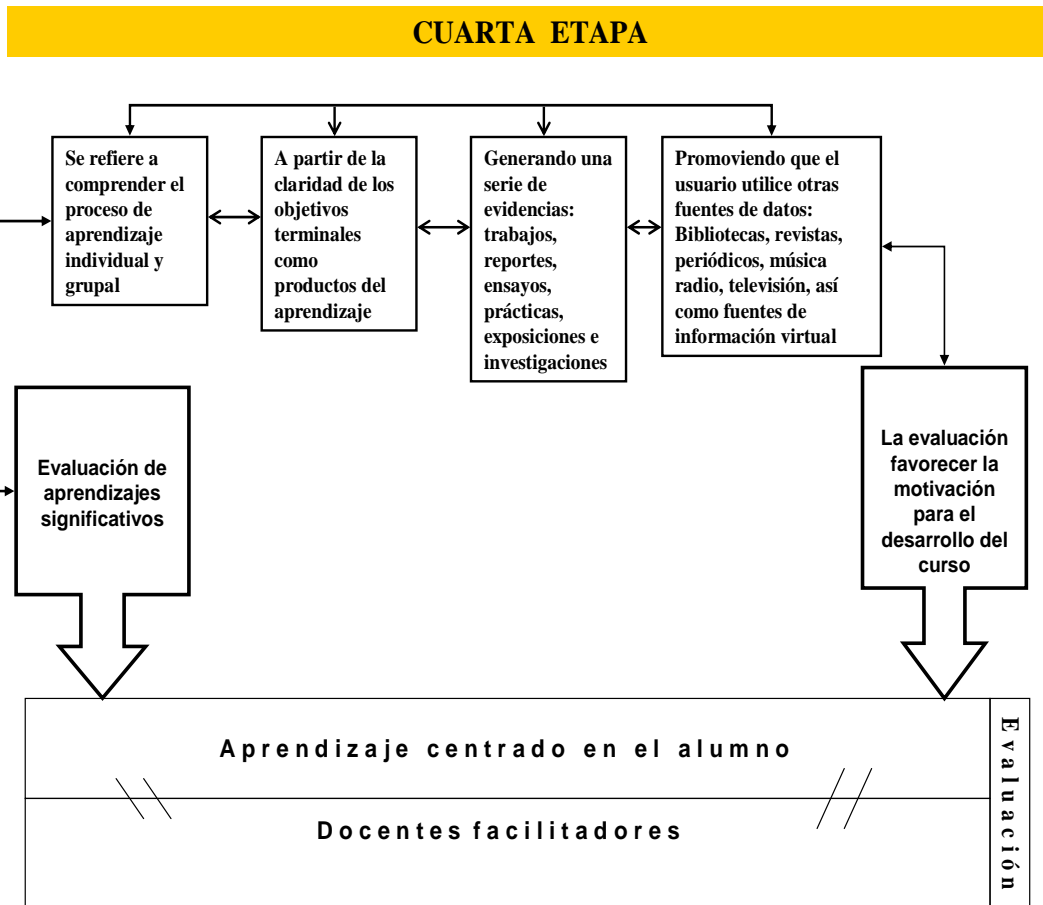 CUARTA ETAPA
Se refiere a
comprender el
proceso de
aprendizaje
individual y
grupal
A partir de la
claridad de los
objetivos
terminales
como
productos del
aprendizaje
Generando una
serie de
evidencias:
trabajos,
reportes,
ensayos,
prácticas,
exposiciones e
investigaciones
Promoviendo que el
usuario utilice otras
fuentes de datos:
Bibliotecas, revistas,
periódicos, música
radio, televisión, así
como fuentes de
información virtual
Evaluación de
aprendizajes
significativos
La evaluación
favorecer la
motivación
para el
desarrollo del
curso
Aprendizaje centrado en el alumno
Docentes facilitadores
Evaluación